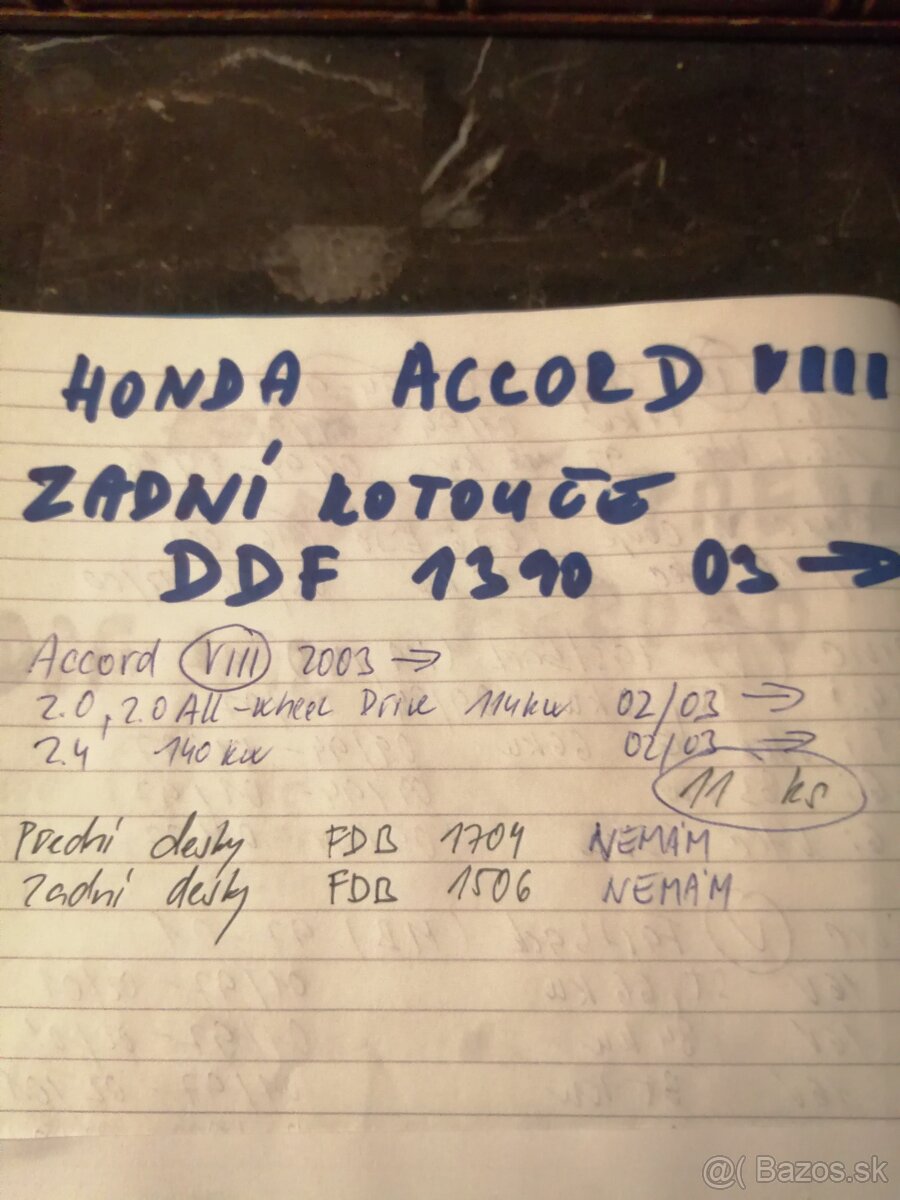 HONDA ACCORD VIII
ZADNÍ KOTOUČE
DDF 1390 03 →
Accord VIII 2003 →
2.0, 2.0 All-wheel Drive 114kw 02/03 →
2.4 140 kw 02/03 →
11 ks
Přední desky FDB 1704 NEMÁM
Zadní desky FDB 1506 NEMÁM
@( Bazos.sk